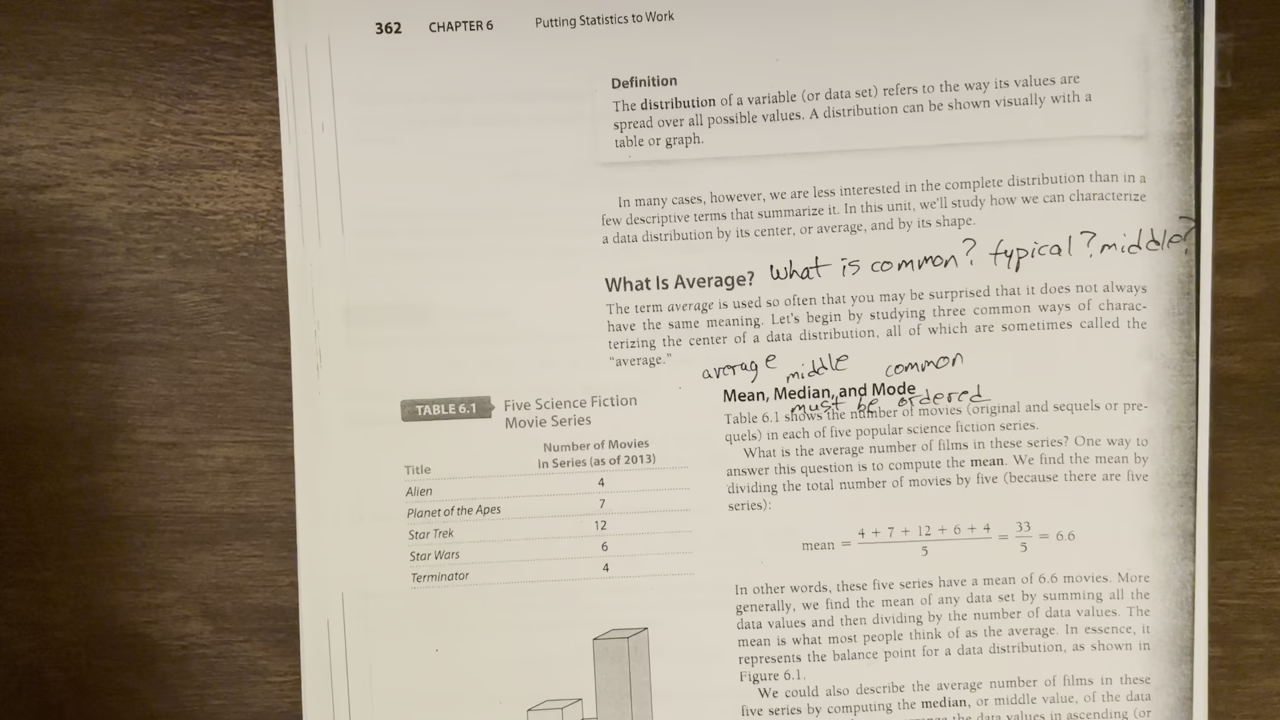 362 CHAPTER 6 Putting Statistics to Work
Definition
The distribution of a variable (or data set) refers to the way its values are
spread over all possible values. A distribution can be shown visually with a
table or graph.
In many cases, however, we are less interested in the complete distribution than in a
few descriptive terms that summarize it. In this unit, we'll study how we can characterize
a data distribution by its center, or average, and by its shape.
What Is Average? what is common? typical? middle?
The term average is used so often that you may be surprised that it does not always
have the same meaning. Let's begin by studying three common ways of charac-
terizing the center of a data distribution, all of which are sometimes called the
"average."
average middle common
Mean, Median, and Mode
must be ordered
Table 6.1 shows the number of movies (original and sequels or pre-
quels) in each of five popular science fiction series.
What is the average number of films in these series? One way to
answer this question is to compute the mean. We find the mean by
dividing the total number of movies by five (because there are five
series):
mean = 4 + 7 + 12 + 6 + 4 / 5 = 33 / 5 = 6.6
In other words, these five series have a mean of 6.6 movies. More
generally, we find the mean of any data set by summing all the
data values and then dividing by the number of data values. The
mean is what most people think of as the average. In essence, it
represents the balance point for a data distribution, as shown in
Figure 6.1.
We could also describe the average number of films in these
five series by computing the median, or middle value, of the data
the data values in ascending (or
TABLE 6.1 Five Science Fiction
Movie Series
Number of Movies
Title In Series (as of 2013)
Alien 4
Planet of the Apes 7
Star Trek 12
Star Wars 6
Terminator 4